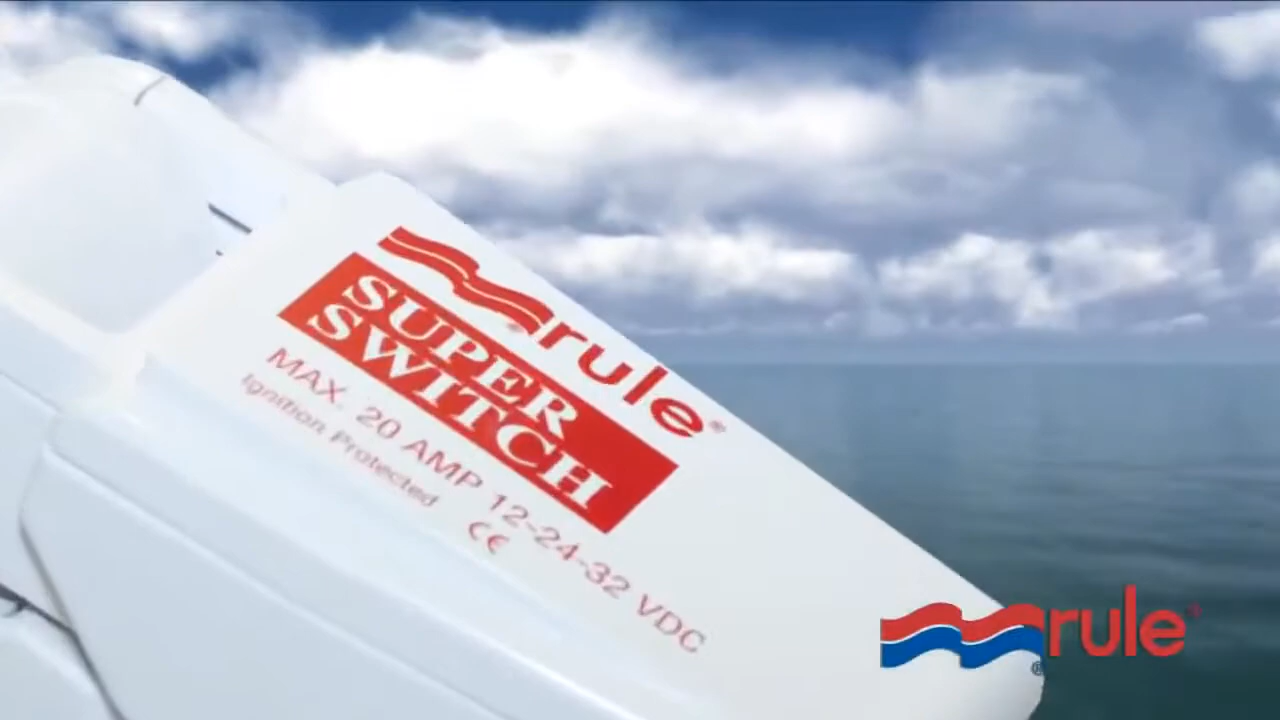 rule®
SUPER
SWITCH
MAX. 20 AMP 12-24-32 VDC
Ignition Protected
CE
rule®
®